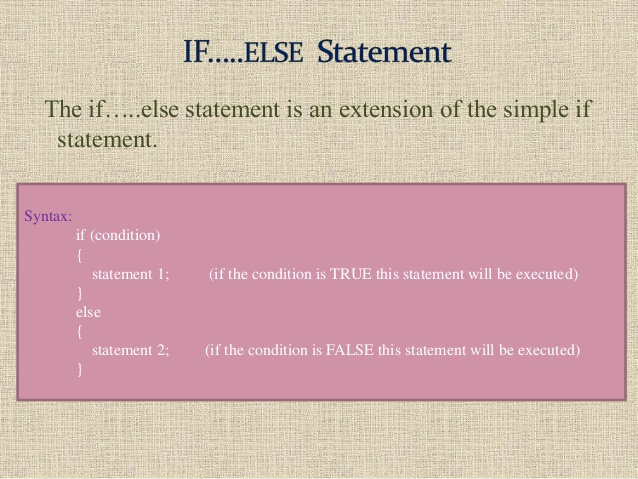 IF.....ELSE Statement
The if…..else statement is an extension of the simple if
statement.
Syntax:
if (condition)
{
statement 1; (if the condition is TRUE this statement will be executed)
}
else
{
statement 2; (if the condition is FALSE this statement will be executed)
}